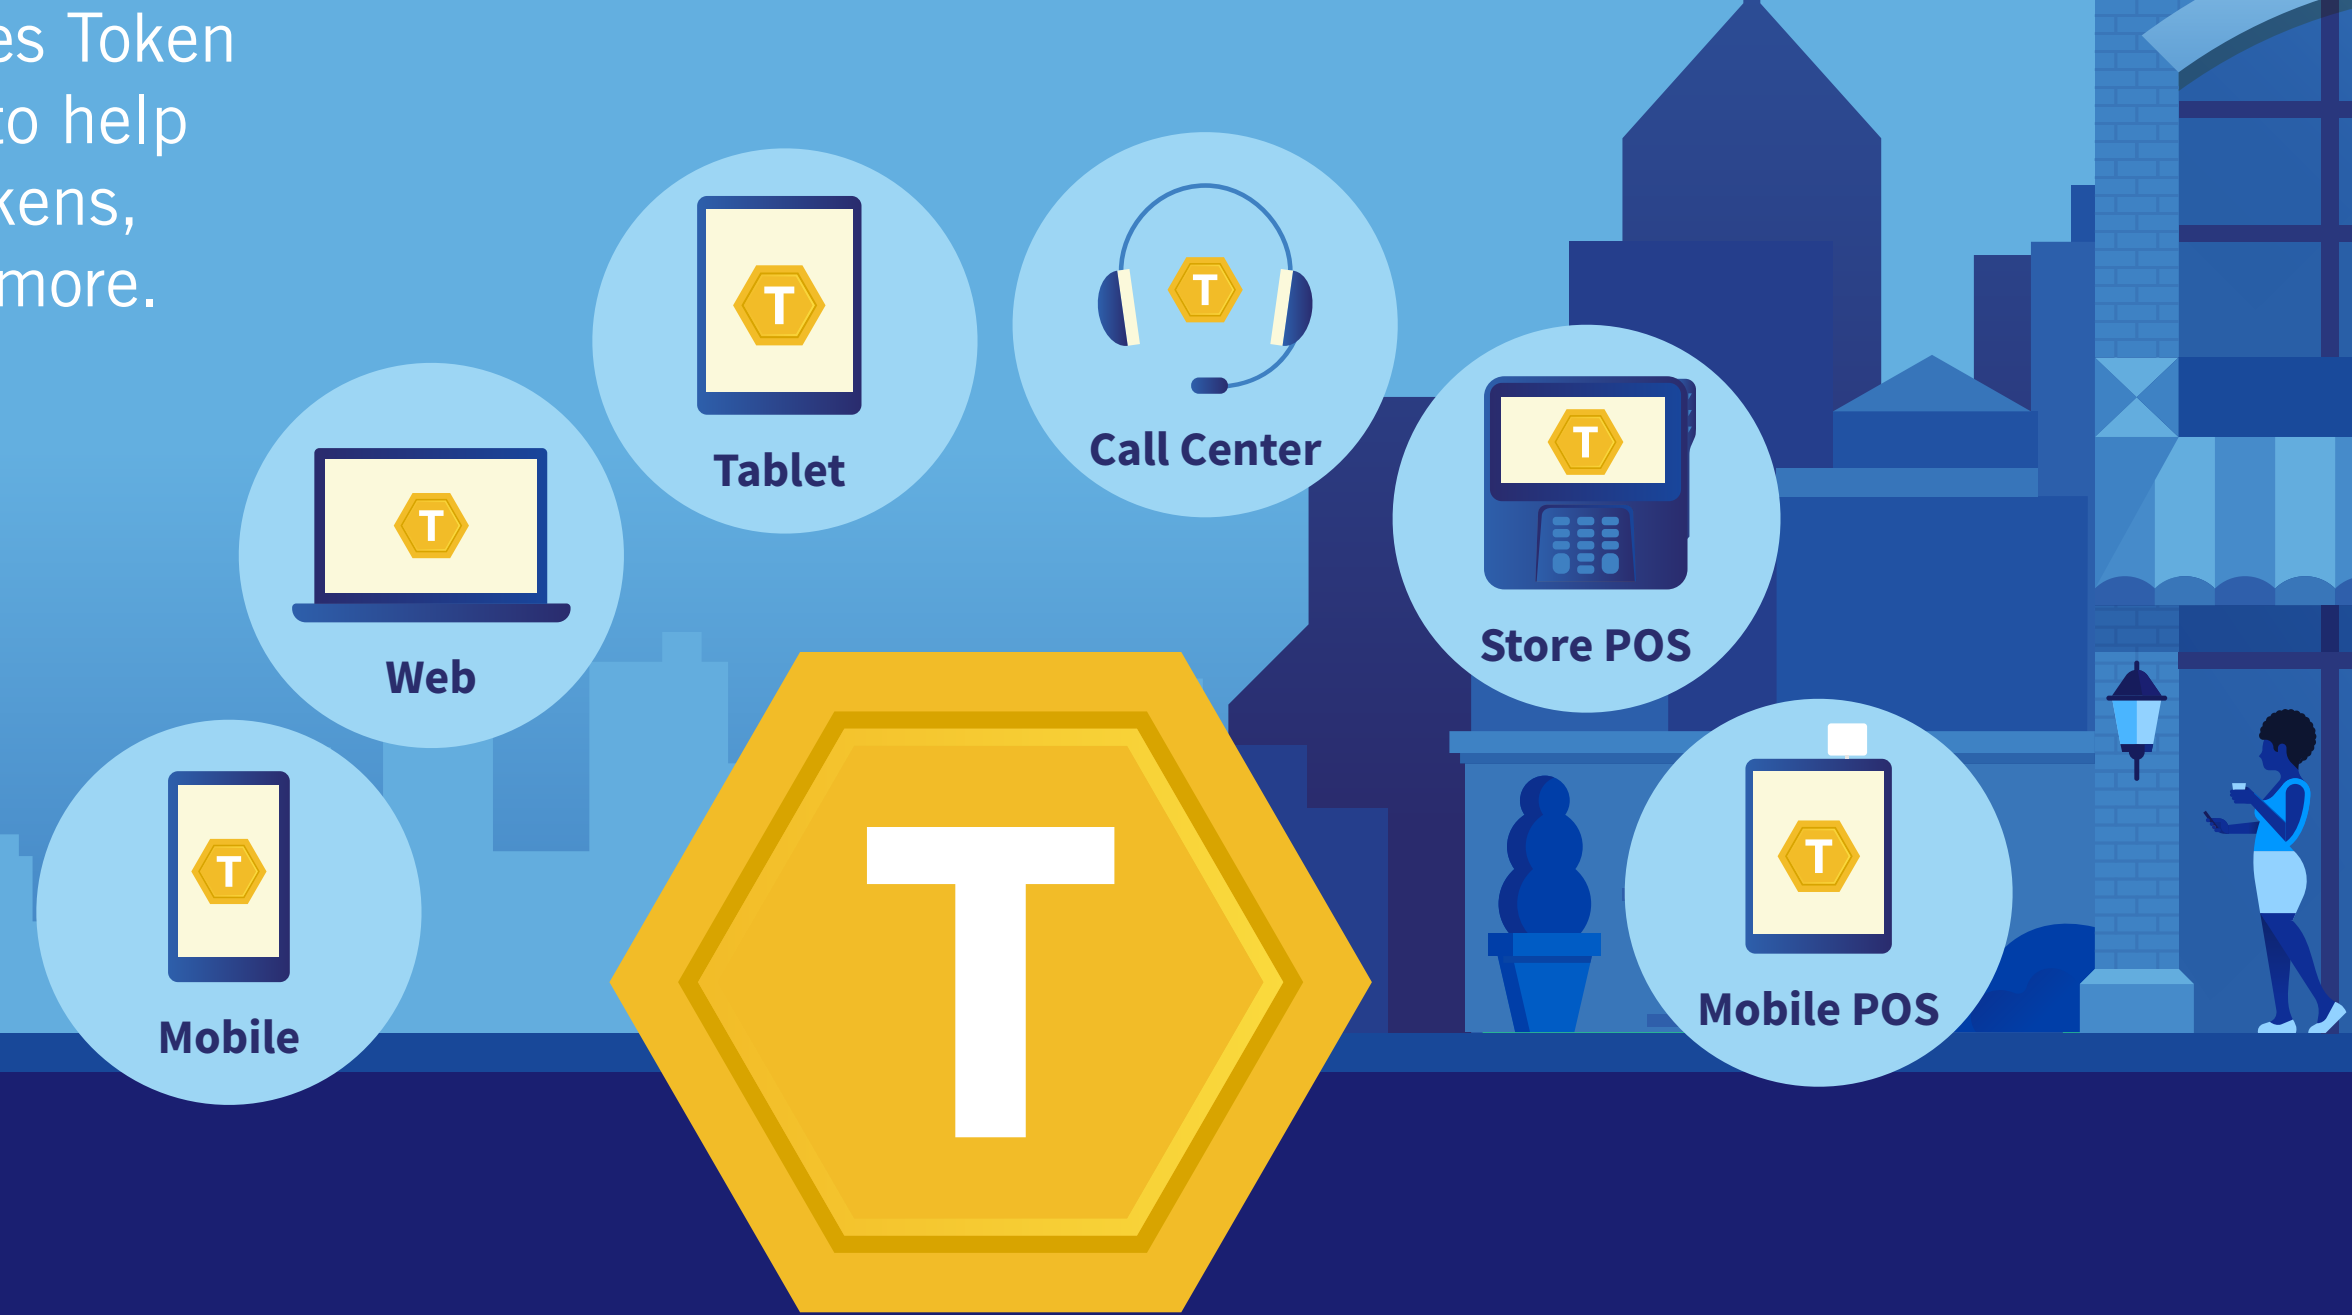 es Token
to help
kens,
more.
T
Tablet
T
Call Center
T
Web
T
Store POS
T
Mobile
T
Mobile POS
T